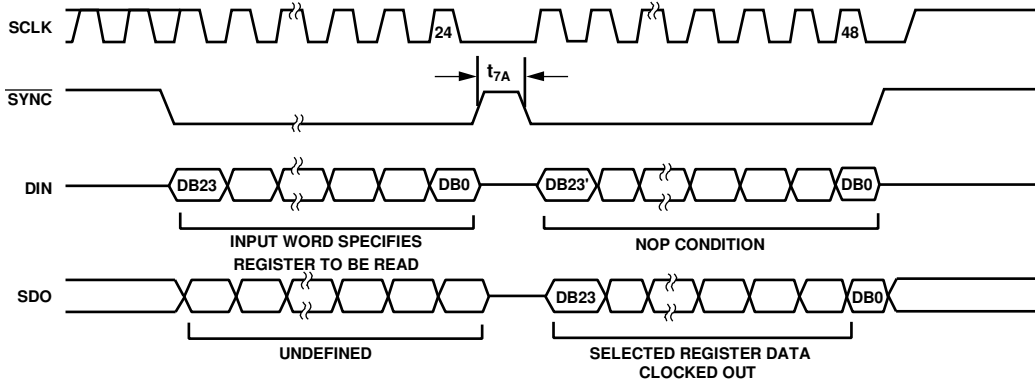 SCLK
24
48
t7A
SYNC
DIN
DB23
DB0
DB23'
DB0
INPUT WORD SPECIFIES
REGISTER TO BE READ
NOP CONDITION
SDO
DB23
DB0
UNDEFINED
SELECTED REGISTER DATA
CLOCKED OUT